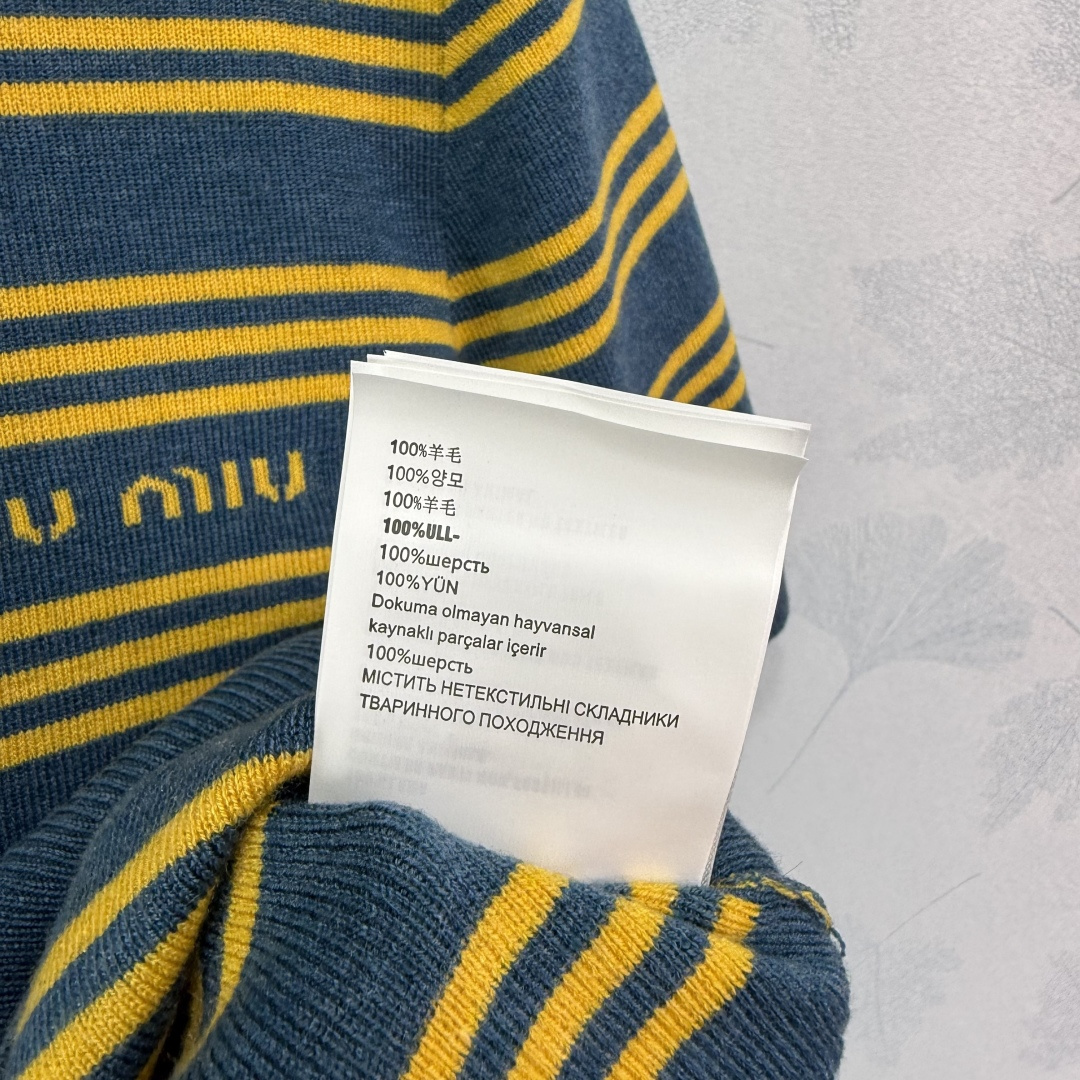 U MIU
100%羊毛
100%양모
100%羊毛
100%ULL-
100%шерсть
100%YÜN
Dokuma olmayan hayvansal
kaynaklı parçalar içerir
100%шерсть
МІСТИТЬ НЕТЕКСТИЛЬНІ СКЛАДНИКИ
ТВАРИННОГО ПОХОДЖЕННЯ